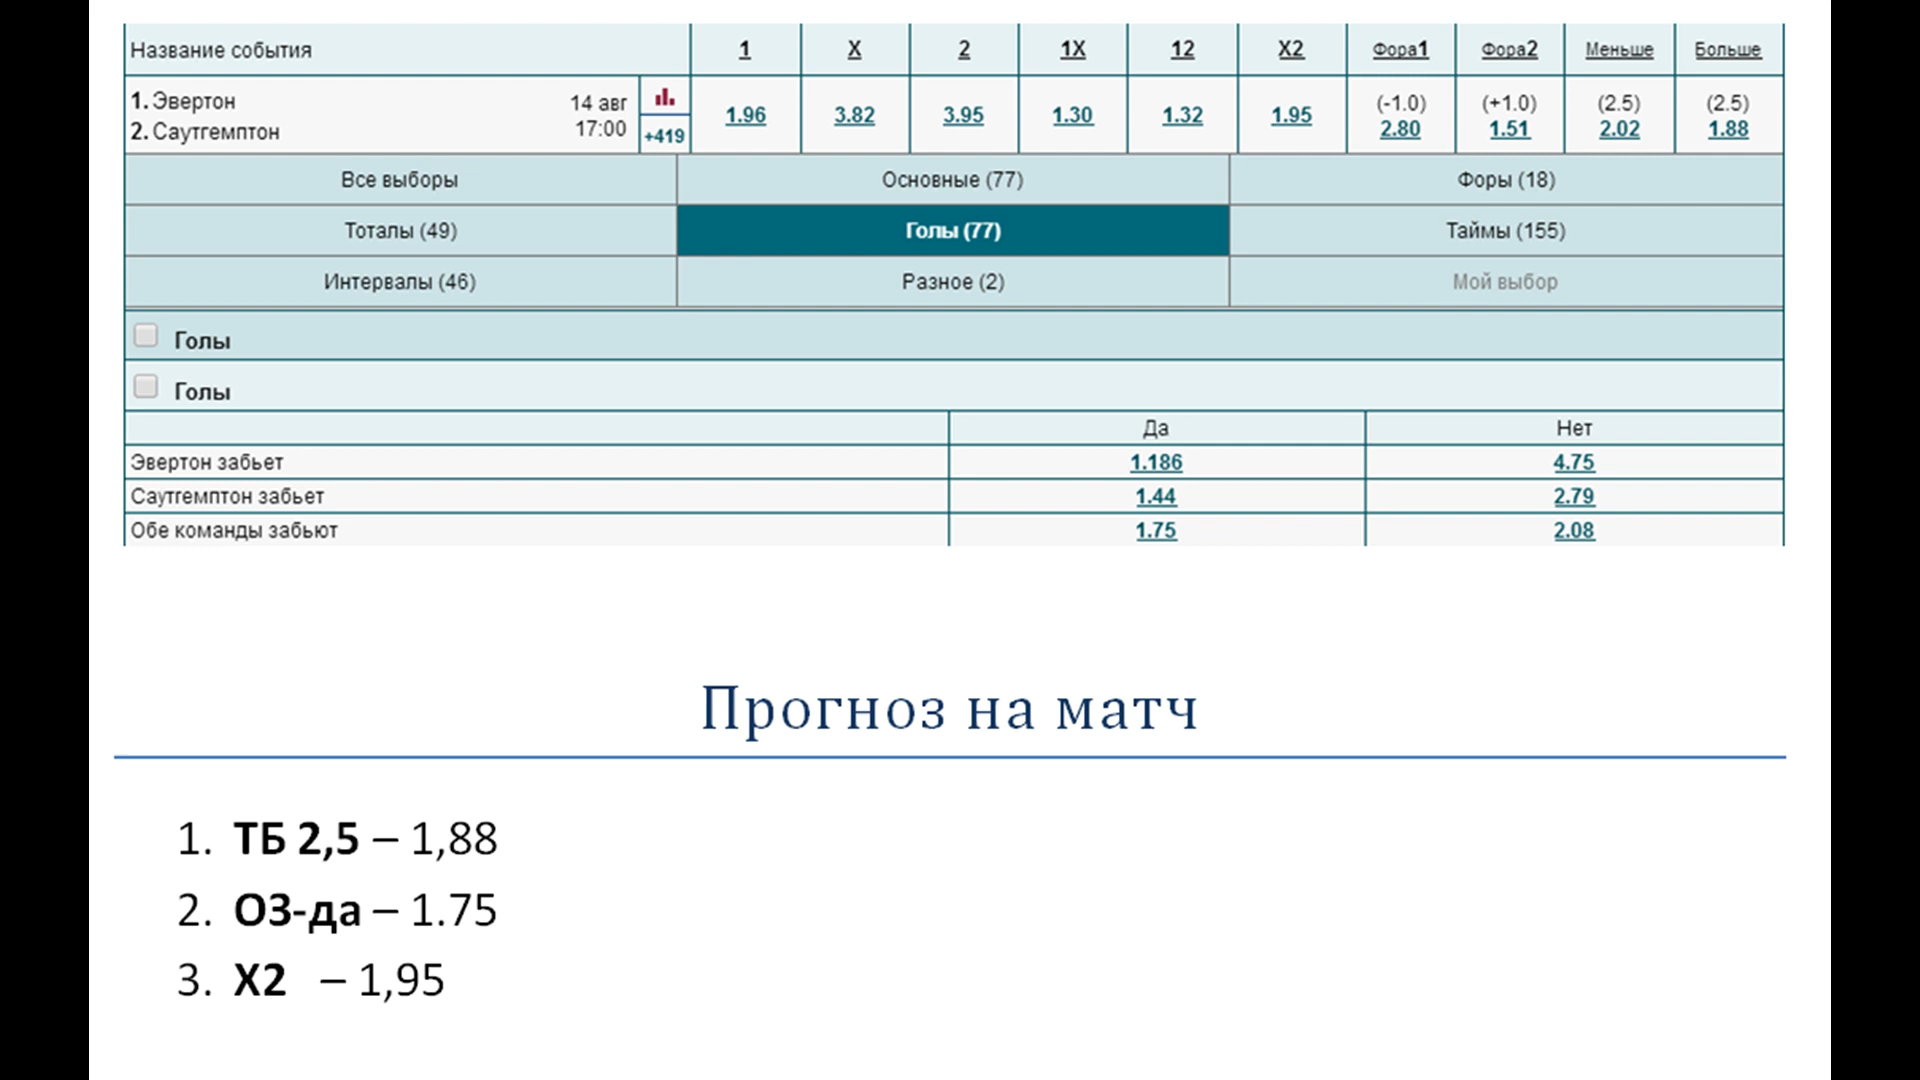 Название события 1 X 2 1X 12 X2 Фора1 Фора2 Меньше Больше
1. Эвертон 14 авг (-1.0) (+1.0) (2.5) (2.5)
2. Саутгемптон 17:00 +419 1.96 3.82 3.95 1.30 1.32 1.95 2.80 1.51 2.02 1.88
Все выборы Основные (77) Форы (18)
Тоталы (49) Голы (77) Таймы (155)
Интервалы (46) Разное (2) Мой выбор
Голы
Голы
Да Нет
Эвертон забьет 1.186 4.75
Саутгемптон забьет 1.44 2.79
Обе команды забьют 1.75 2.08
Прогноз на матч
1. ТБ 2,5 – 1,88
2. ОЗ-да – 1.75
3. Х2 – 1,95